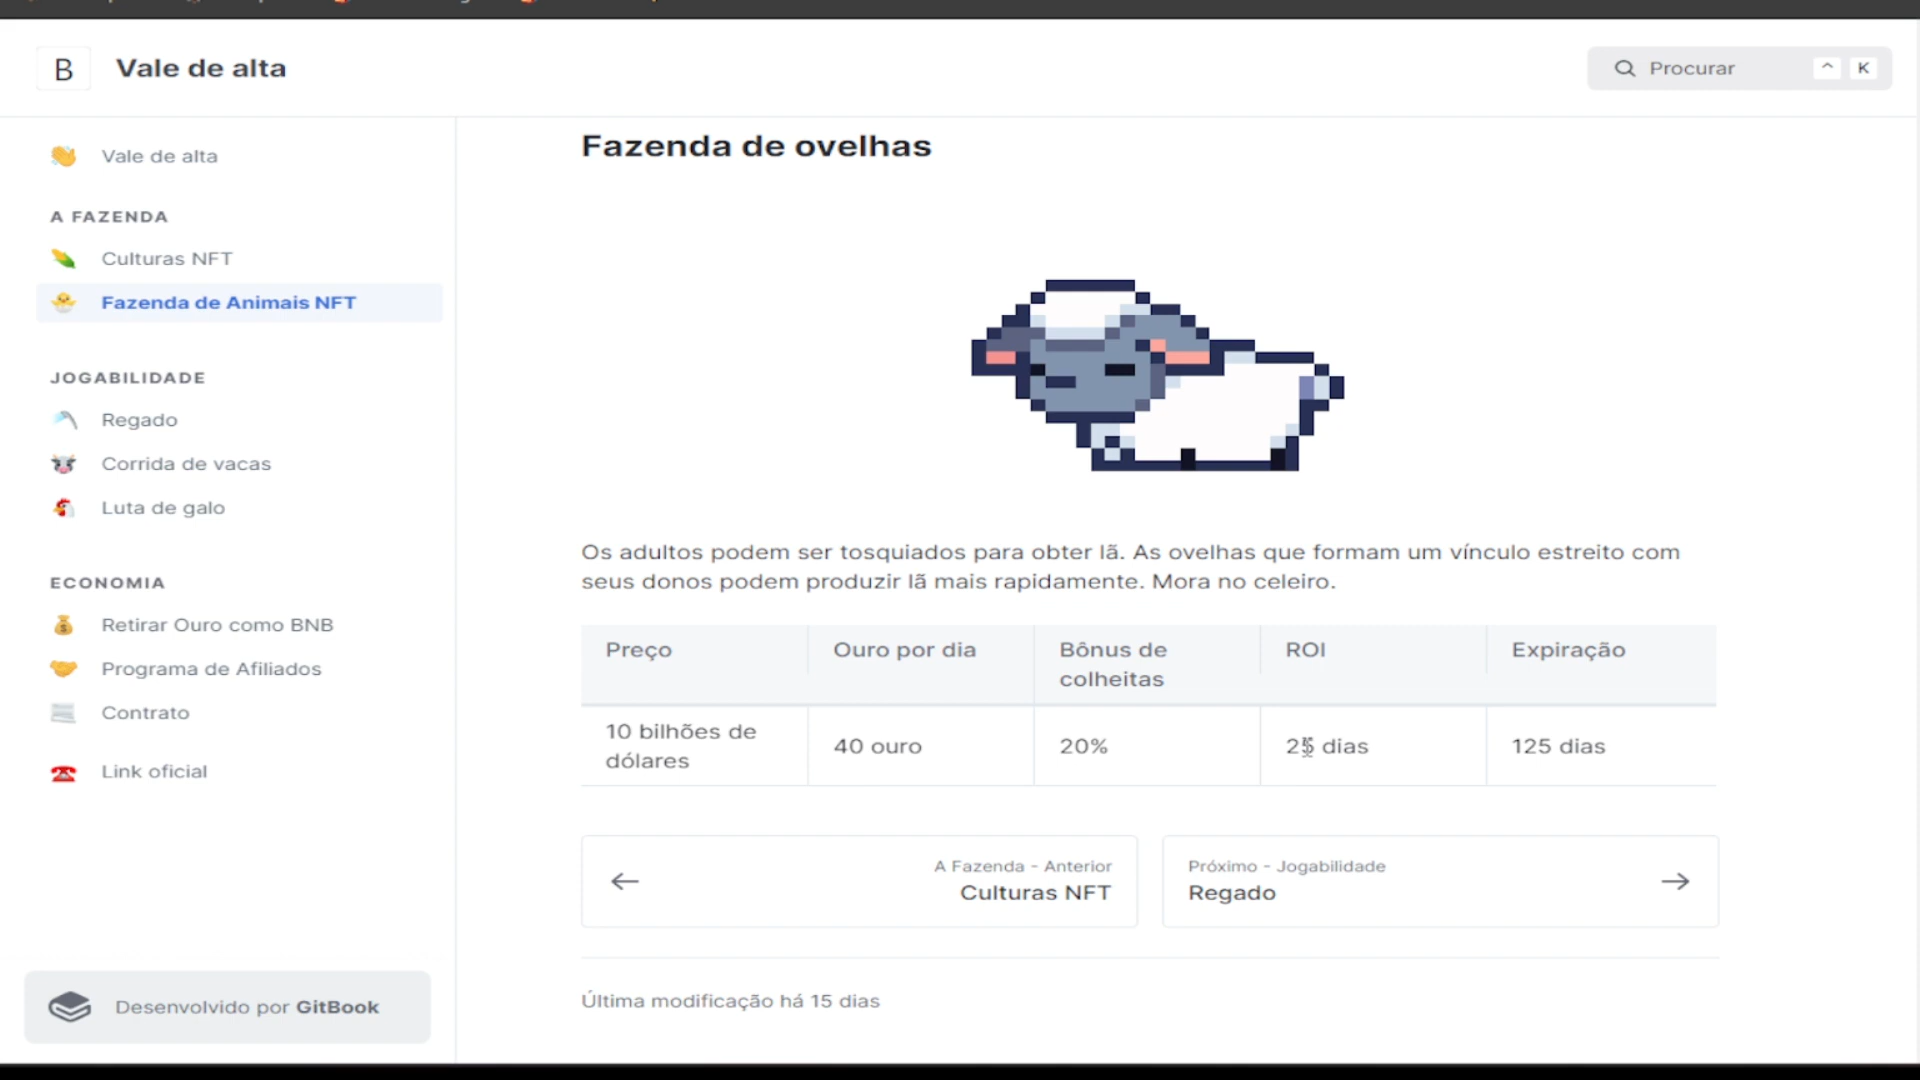 B
Vale de alta
Procurar
^ K
Vale de alta
A FAZENDA
Culturas NFT
Fazenda de Animais NFT
JOGABILIDADE
Regado
Corrida de vacas
Luta de galo
ECONOMIA
Retirar Ouro como BNB
Programa de Afiliados
Contrato
Link oficial
Desenvolvido por GitBook
Fazenda de ovelhas
Os adultos podem ser tosquiados para obter lã. As ovelhas que formam um vínculo estreito com
seus donos podem produzir lã mais rapidamente. Mora no celeiro.
Preço
Ouro por dia
Bônus de
colheitas
ROI
Expiração
10 bilhões de
dólares
40 ouro
20%
25 dias
125 dias
A Fazenda - Anterior
Culturas NFT
Próximo - Jogabilidade
Regado
Última modificação há 15 dias